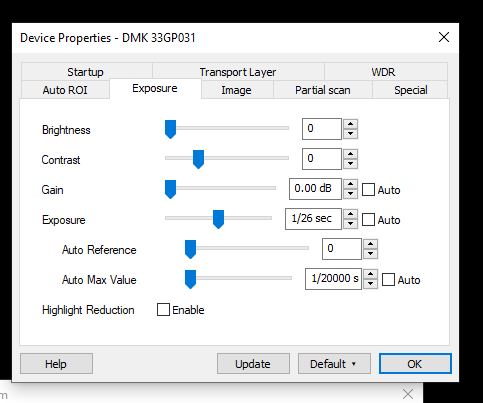 Device Properties - DMK 33GP031
Startup Transport Layer WDR
Auto ROI Exposure Image Partial scan Special
Brightness 0
Contrast 0
Gain 0.00 dB Auto
Exposure 1/26 sec Auto
Auto Reference 0
Auto Max Value 1/20000 s Auto
Highlight Reduction Enable
Help Update Default OK
m